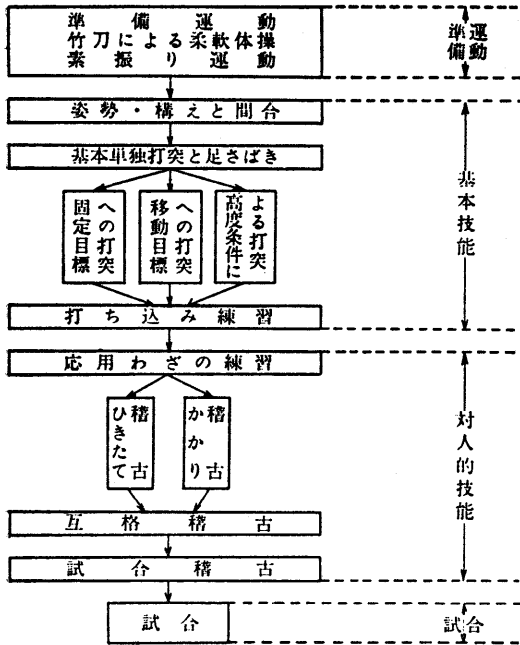 準備運動
竹刀による柔軟体操
素振り運動
準備運動
姿勢・構えと間合
基本単独打突と足さばき
固定目標
への打突
移動目標
への打突
高度条件に
よる打突
打ち込み練習
基本技能
応用わざの練習
ひきたて
稽古
かかり
稽古
互格稽古
試合稽古
対人的技能
試合
試合